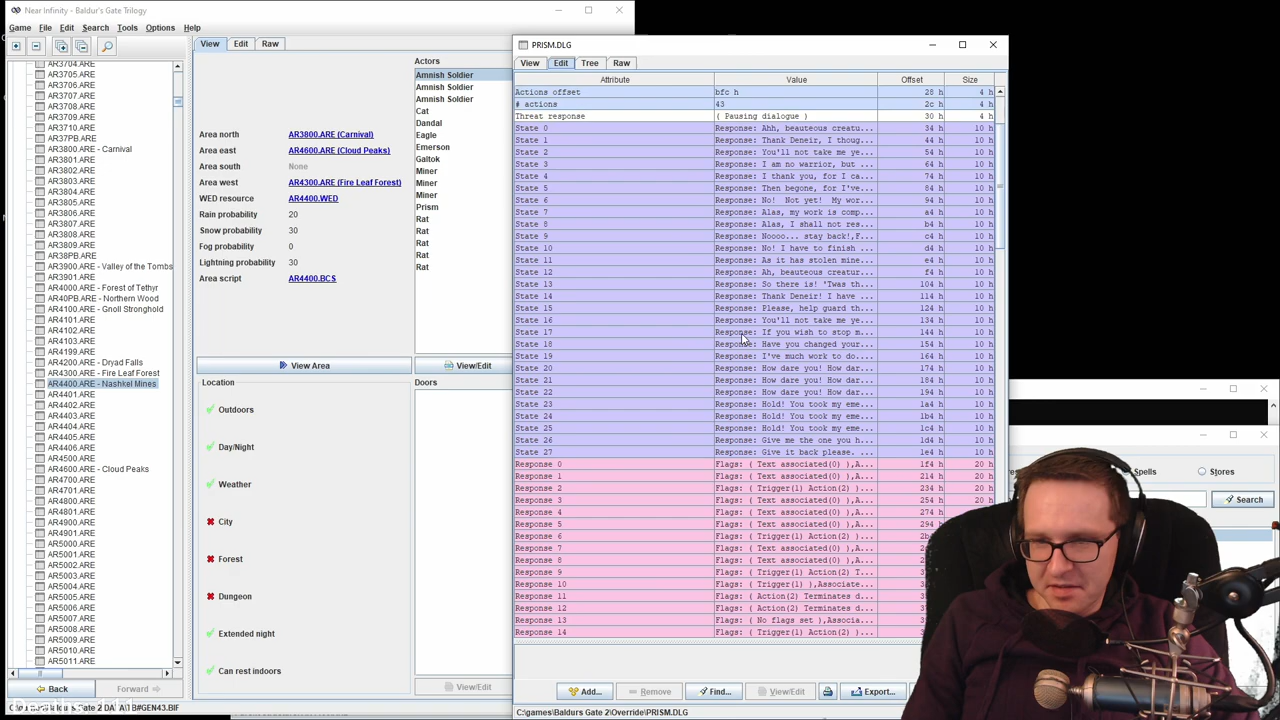 Near Infinity - Baldur's Gate Trilogy
Game File Edit Search Tools Options Help
AR3704.ARE
AR3705.ARE
AR3706.ARE
AR3707.ARE
AR3708.ARE
AR3709.ARE
AR37PB.ARE
AR3800.ARE - Carnival
AR3801.ARE
AR3802.ARE
AR3803.ARE
AR3804.ARE
AR3805.ARE
AR3806.ARE
AR3807.ARE
AR3808.ARE
AR3809.ARE
AR38PB.ARE
AR3900.ARE - Valley of the Tombs
AR3901.ARE
AR4000.ARE - Forest of Tethyr
AR40PB.ARE - Northern Wood
AR4100.ARE - Gnoll Stronghold
AR4101.ARE
AR4102.ARE
AR4103.ARE
AR4199.ARE
AR4200.ARE - Dryad Falls
AR4300.ARE - Fire Leaf Forest
AR4400.ARE - Nashkel Mines
AR4401.ARE
AR4402.ARE
AR4403.ARE
AR4404.ARE
AR4405.ARE
AR4406.ARE
AR4500.ARE
AR4600.ARE - Cloud Peaks
AR4700.ARE
AR4701.ARE
AR4800.ARE
AR4801.ARE
AR4900.ARE
AR4901.ARE
AR5000.ARE
AR5002.ARE
AR5003.ARE
AR5004.ARE
AR5005.ARE
AR5006.ARE
AR5007.ARE
AR5008.ARE
AR5009.ARE
AR5010.ARE
AR5011.ARE
Back Forward
View Edit Raw
Area north AR3800.ARE (Carnival)
Area east AR4600.ARE (Cloud Peaks)
Area south None
Area west AR4300.ARE (Fire Leaf Forest)
WED resource AR4400.WED
Rain probability 20
Snow probability 30
Fog probability 0
Lightning probability 30
Area script AR4400.BCS
View Area
Location
Outdoors
Day/Night
Weather
City
Forest
Dungeon
Extended night
Can rest indoors
Actors
Amnish Soldier
Amnish Soldier
Amnish Soldier
Cat
Dandal
Eagle
Emerson
Galtok
Miner
Miner
Miner
Prism
Rat
Rat
Rat
Rat
Rat
View/Edit
Doors
View/Edit
PRISM.DLG
View Edit Tree Raw
Attribute Value Offset Size
Actions offset bfc h 28 h 4 h
# actions 43 2c h 4 h
Threat response ( Pausing dialogue ) 30 h 4 h
State 0 Response: Ahh, beauteous creatu... 34 h 10 h
State 1 Response: Thank Deneir, I thoug... 44 h 10 h
State 2 Response: You'll not take me ye... 54 h 10 h
State 3 Response: I am no warrior, but ... 64 h 10 h
State 4 Response: I thank you, for I ca... 74 h 10 h
State 5 Response: Then begone, for I've... 84 h 10 h
State 6 Response: No! Not yet! My wor... 94 h 10 h
State 7 Response: Alas, my work is comp... a4 h 10 h
State 8 Response: Alas, I shall not res... b4 h 10 h
State 9 Response: Noooo... stay back!,F... c4 h 10 h
State 10 Response: No! I have to finish ... d4 h 10 h
State 11 Response: As it has stolen mine... e4 h 10 h
State 12 Response: Ah, beauteous creatur... f4 h 10 h
State 13 Response: So there is! 'Twas th... 104 h 10 h
State 14 Response: Thank Deneir! I have ... 114 h 10 h
State 15 Response: Please, help guard th... 124 h 10 h
State 16 Response: You'll not take me ye... 134 h 10 h
State 17 Response: If you wish to stop m... 144 h 10 h
State 18 Response: Have you changed your... 154 h 10 h
State 19 Response: I've much work to do.... 164 h 10 h
State 20 Response: How dare you! How dar... 174 h 10 h
State 21 Response: How dare you! How dar... 184 h 10 h
State 22 Response: How dare you! How dar... 194 h 10 h
State 23 Response: Hold! You took my eme... 1a4 h 10 h
State 24 Response: Hold! You took my eme... 1b4 h 10 h
State 25 Response: Hold! You took my eme... 1c4 h 10 h
State 26 Response: Give me the one you h... 1d4 h 10 h
State 27 Response: Give it back please. ... 1e4 h 10 h
Response 0 Flags: ( Text associated(0) ),A... 1f4 h 20 h
Response 1 Flags: ( Text associated(0) ),A... 214 h 20 h
Response 2 Flags: ( Trigger(1) Action(2) )... 234 h 20 h
Response 3 Flags: ( Text associated(0) ),A... 254 h 20 h
Response 4 Flags: ( Text associated(0) ),A... 274 h 20 h
Response 5 Flags: ( Text associated(0) ),A... 294 h
Response 6 Flags: ( Trigger(1) Action(2) )...
Response 7 Flags: ( Text associated(0) ),A...
Response 8 Flags: ( Text associated(0) ),A...
Response 9 Flags: ( Trigger(1) Action(2) T...
Response 10 Flags: ( Trigger(1) ),Associate...
Response 11 Flags: ( Action(2) Terminates d...
Response 12 Flags: ( Action(2) Terminates d...
Response 13 Flags: ( No flags set ),Associa...
Response 14 Flags: ( Trigger(1) Action(2) )...
Add... Remove Find... View/Edit Export...
C:\games\Baldurs Gate 2\Override\PRISM.DLG
Spells Stores
Search